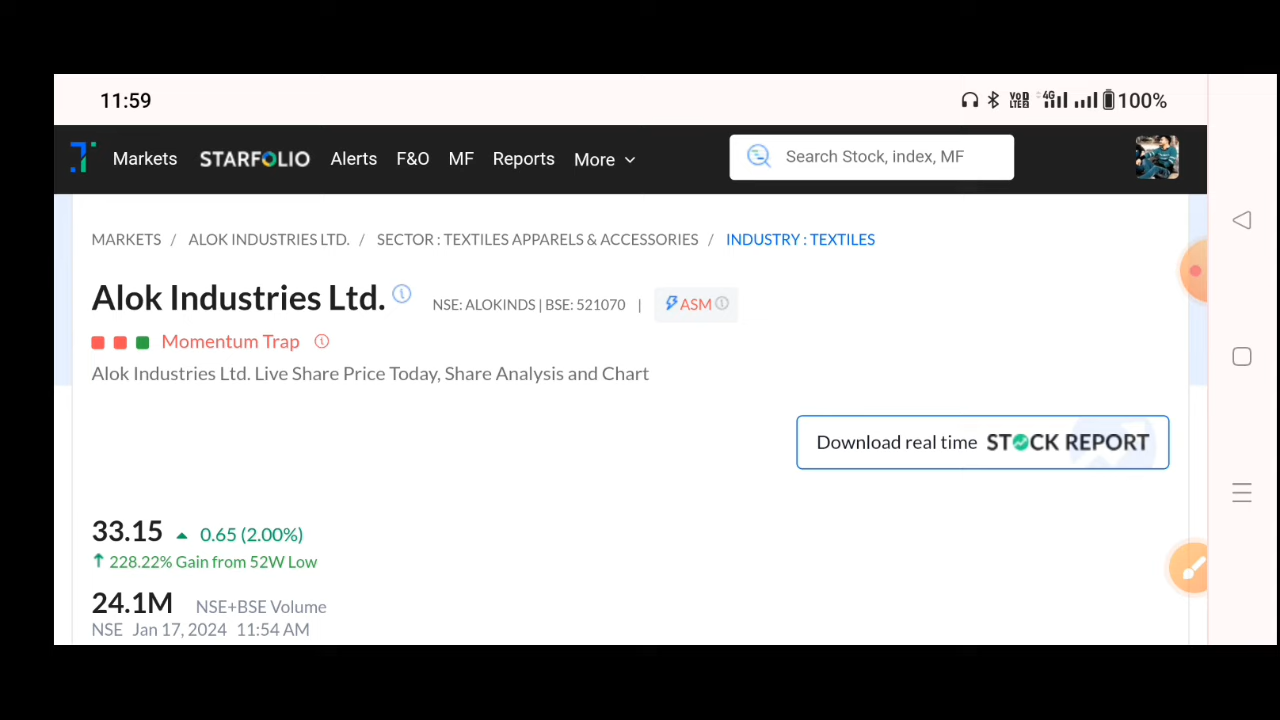 11:59 VoD LTE2 4G 100%
Markets STARFOLIO Alerts F&O MF Reports More Search Stock, index, MF
MARKETS / ALOK INDUSTRIES LTD. / SECTOR : TEXTILES APPARELS & ACCESSORIES / INDUSTRY : TEXTILES
Alok Industries Ltd. NSE: ALOKINDS | BSE: 521070 | ASM
Momentum Trap
Alok Industries Ltd. Live Share Price Today, Share Analysis and Chart
Download real time STOCK REPORT
33.15 0.65 (2.00%)
228.22% Gain from 52W Low
24.1M NSE+BSE Volume
NSE Jan 17, 2024 11:54 AM